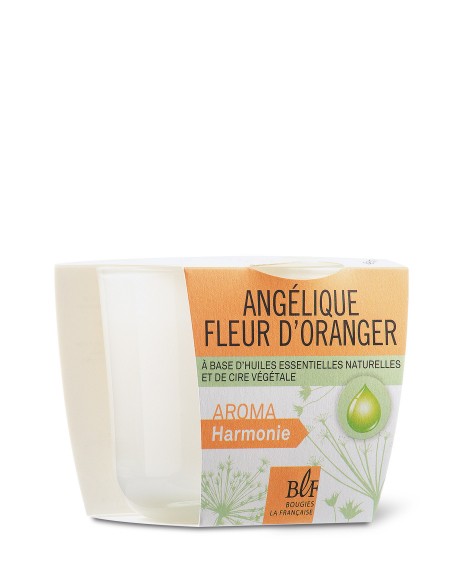 ANGÉLIQUE
FLEUR D'ORANGER
À BASE D'HUILES ESSENTIELLES NATURELLES
ET DE CIRE VÉGÉTALE
AROMA
Harmonie
BLF
BOUGIES
LA FRANÇAISE